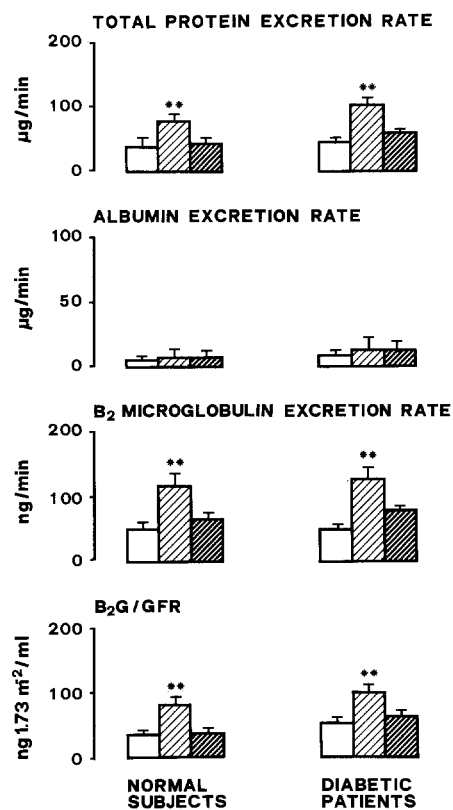 TOTAL PROTEIN EXCRETION RATE
200
100
0
µg/min
**
**
ALBUMIN EXCRETION RATE
100
50
0
µg/min
B₂ MICROGLOBULIN EXCRETION RATE
200
100
0
ng/min
**
**
B₂G/GFR
200
100
0
ng 1.73 m²/ml
**
**
NORMAL
SUBJECTS
DIABETIC
PATIENTS